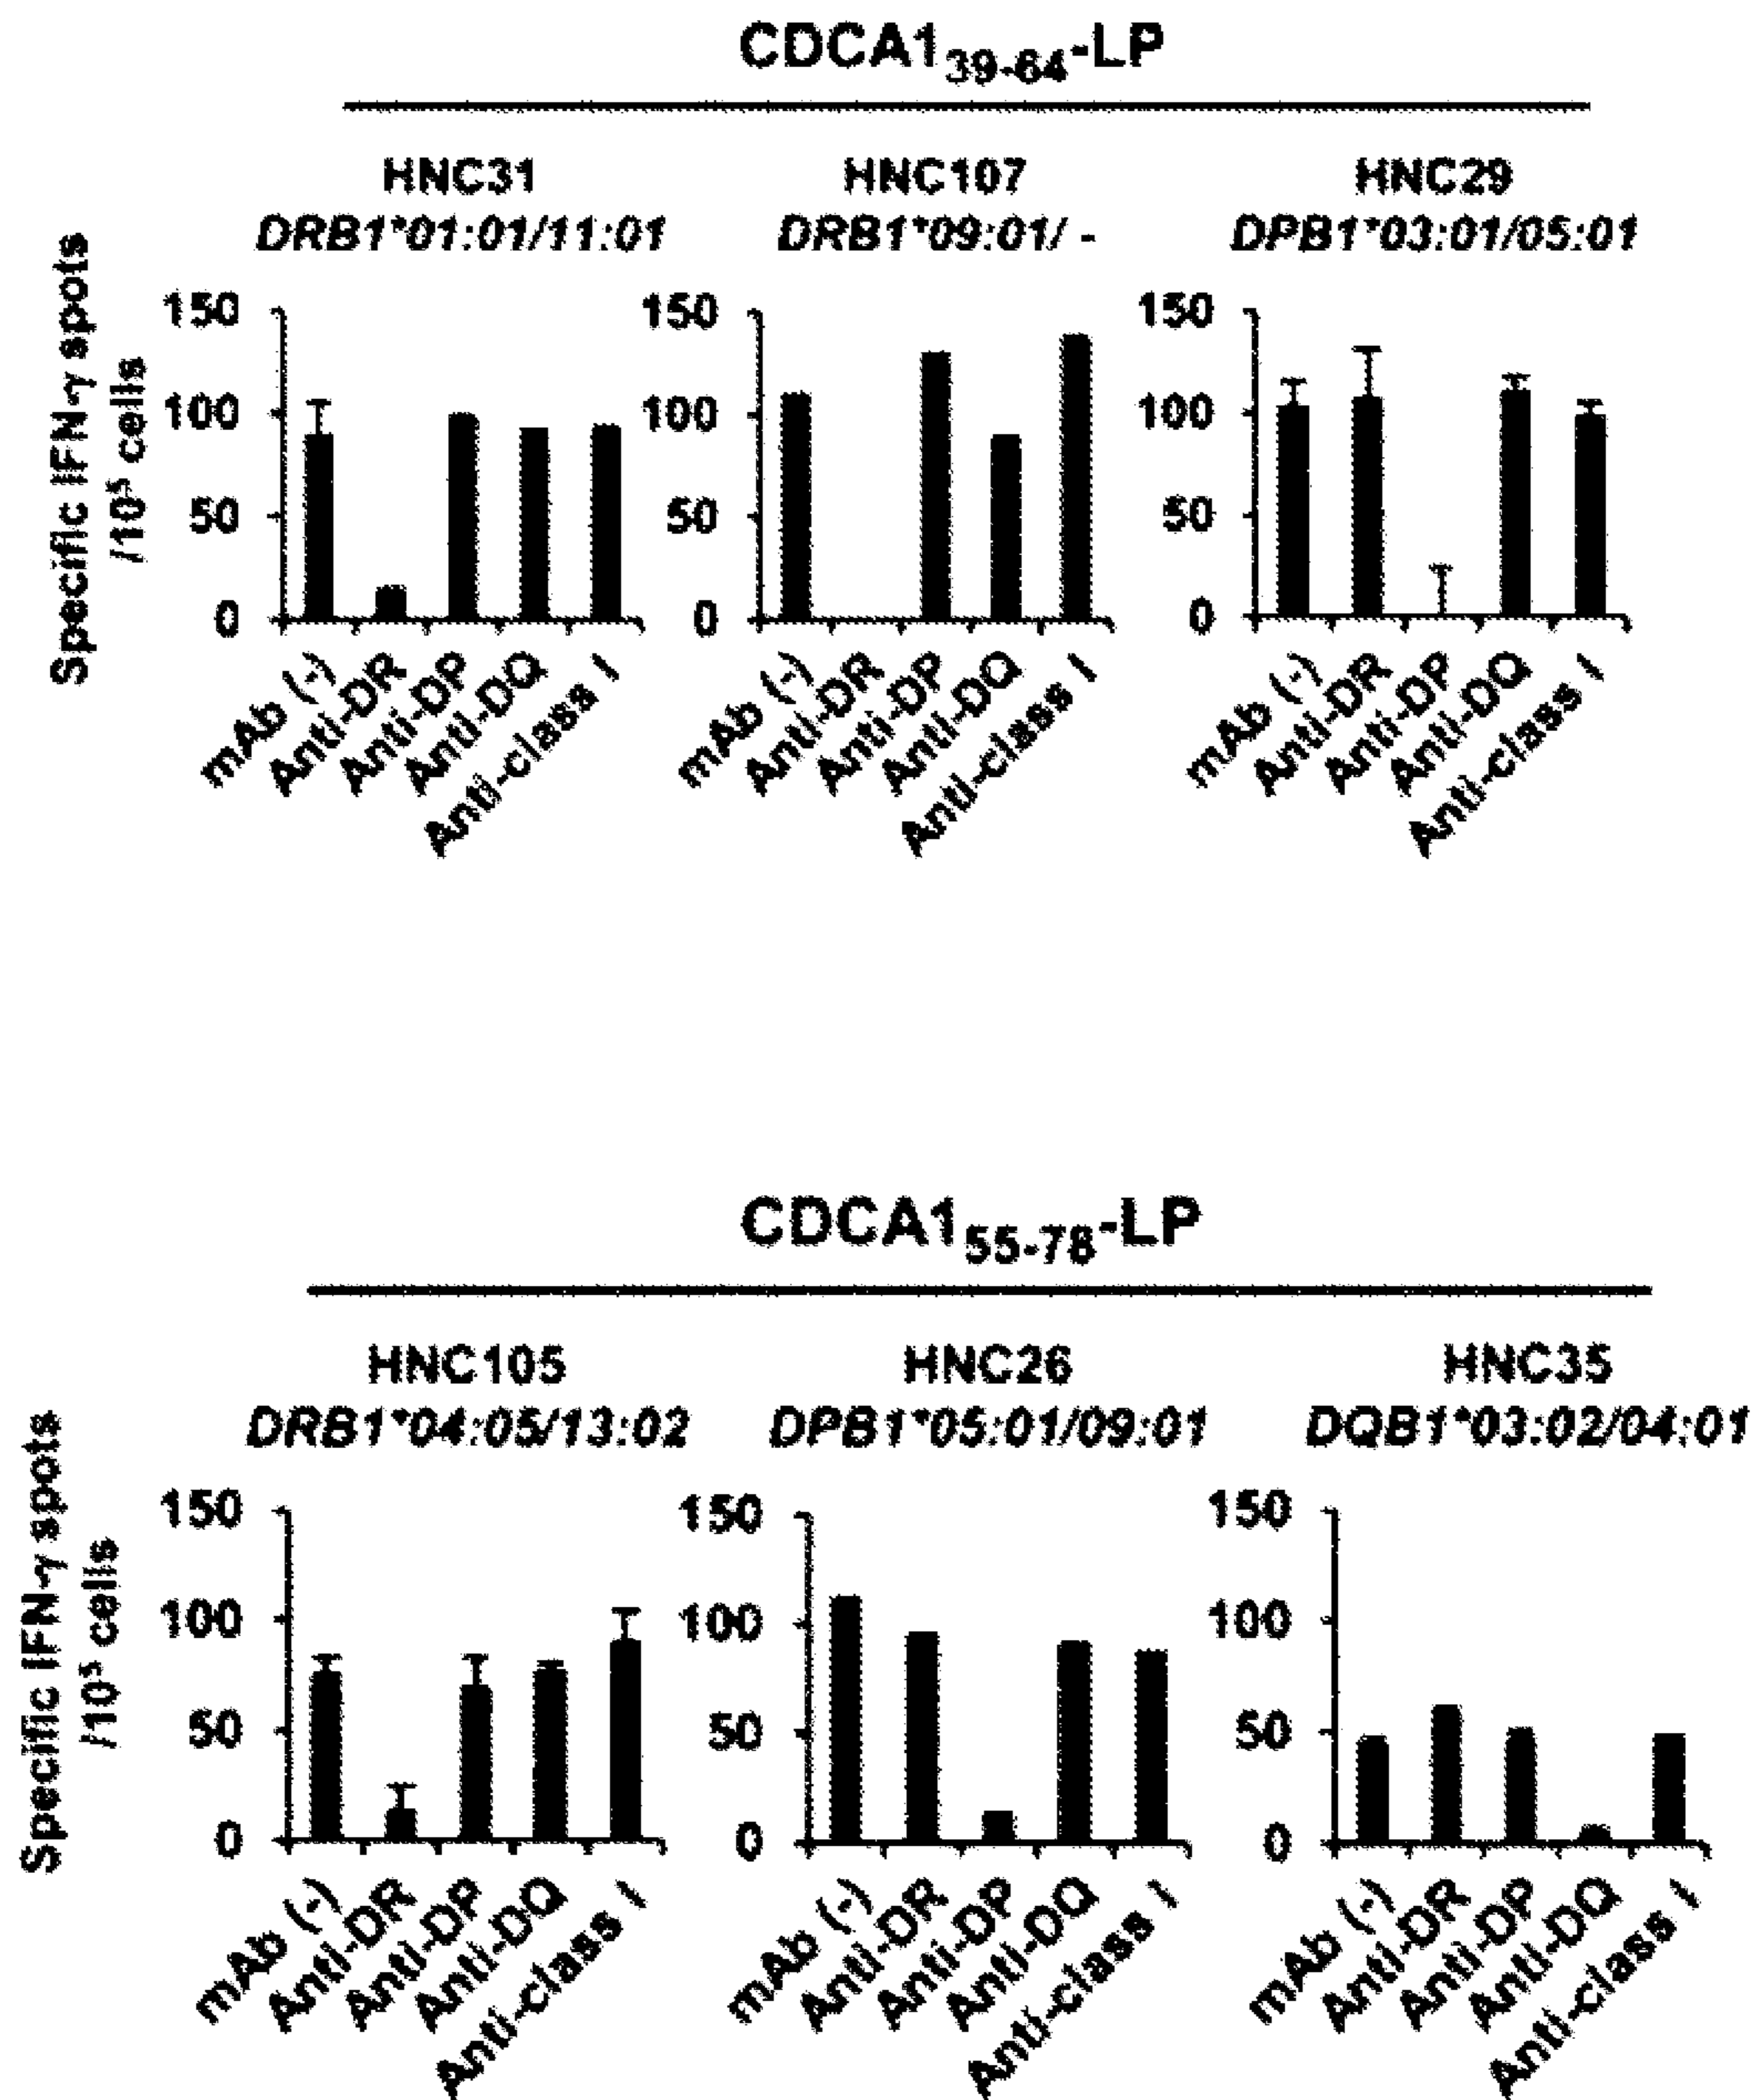 CDCA1₃₉₋₆₄-LP
HNC31
DRB1*01:01/11:01
HNC107
DRB1*09:01/ -
HNC29
DPB1*03:01/05:01
Specific IFN-γ spots
/10⁵ cells
150
100
50
0
mAb (-)
Anti-DR
Anti-DP
Anti-DQ
Anti-class I
150
100
50
0
mAb (-)
Anti-DR
Anti-DP
Anti-DQ
Anti-class I
150
100
50
0
mAb (-)
Anti-DR
Anti-DP
Anti-DQ
Anti-class I
CDCA1₅₅₋₇₈-LP
HNC105
DRB1*04:05/13:02
HNC26
DPB1*05:01/09:01
HNC35
DQB1*03:02/04:01
Specific IFN-γ spots
/10⁵ cells
150
100
50
0
mAb (-)
Anti-DR
Anti-DP
Anti-DQ
Anti-class I
150
100
50
0
mAb (-)
Anti-DR
Anti-DP
Anti-DQ
Anti-class I
150
100
50
0
mAb (-)
Anti-DR
Anti-DP
Anti-DQ
Anti-class I